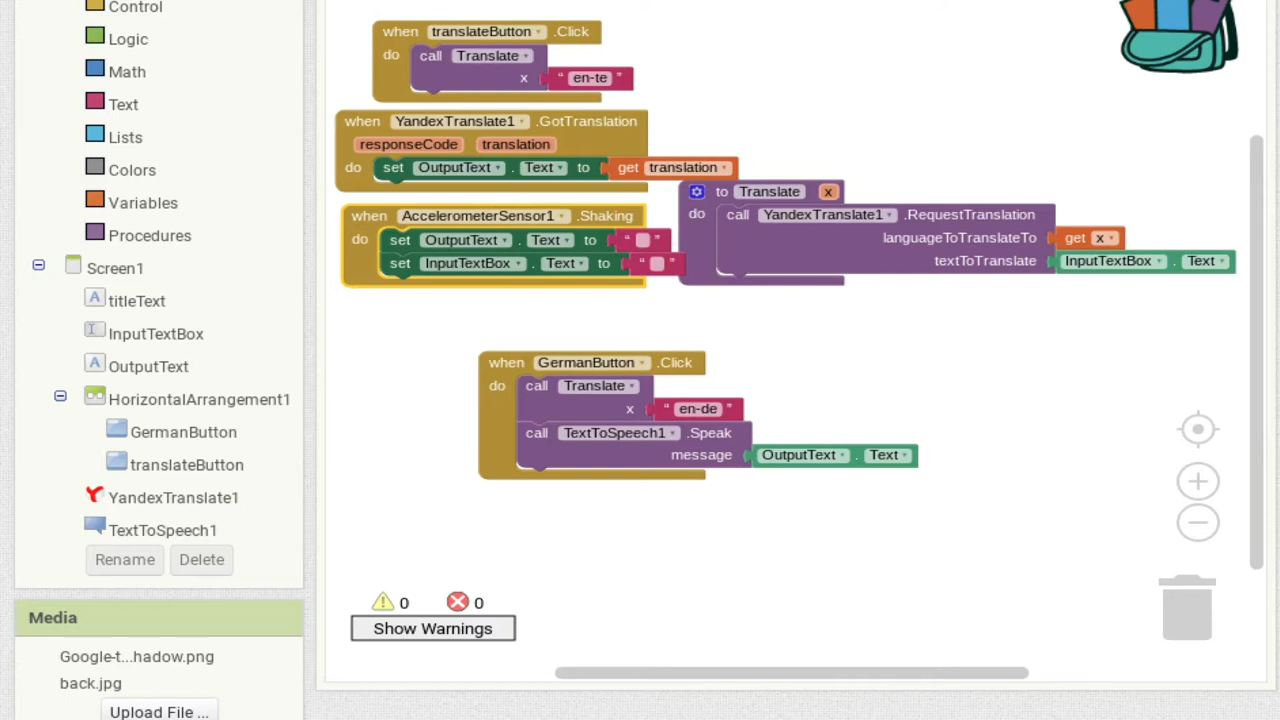 Control
Logic
Math
Text
Lists
Colors
Variables
Procedures
Screen1
titleText
InputTextBox
OutputText
HorizontalArrangement1
GermanButton
translateButton
YandexTranslate1
TextToSpeech1
Rename Delete
Media
Google-t...hadow.png
back.jpg
Upload File ...
when translateButton .Click
do call Translate
x " en-te "
when YandexTranslate1 .GotTranslation
responseCode translation
do set OutputText . Text to get translation
when AccelerometerSensor1 .Shaking
do set OutputText . Text to " "
set InputTextBox . Text to " "
to Translate x
do call YandexTranslate1 .RequestTranslation
languageToTranslateTo get x
textToTranslate InputTextBox . Text
when GermanButton .Click
do call Translate
x " en-de "
call TextToSpeech1 .Speak
message OutputText . Text
0 0
Show Warnings